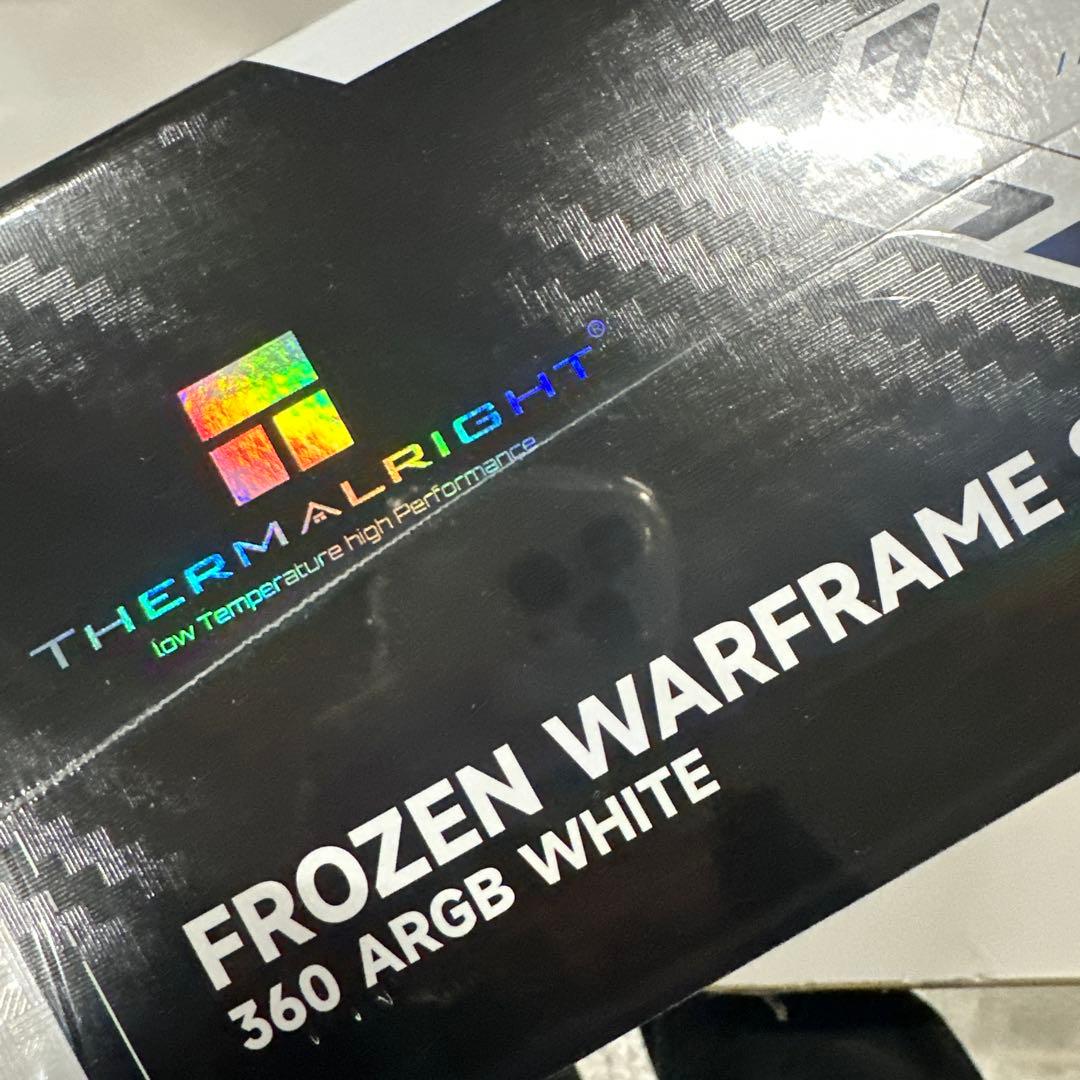 THERMALRIGHT®
low Temperature high Performance
FROZEN WARFRAME
360 ARGB WHITE